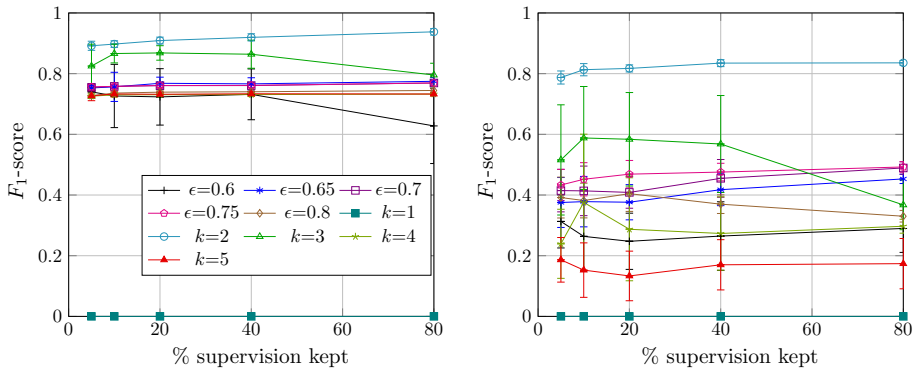 1
0.8
0.6
0.4
0.2
0
0 20 40 60 80
F1-score
% supervision kept
ϵ=0.6 ϵ=0.65 ϵ=0.7
ϵ=0.75 ϵ=0.8 k=1
k=2 k=3 k=4
k=5
1
0.8
0.6
0.4
0.2
0
0 20 40 60 80
F1-score
% supervision kept